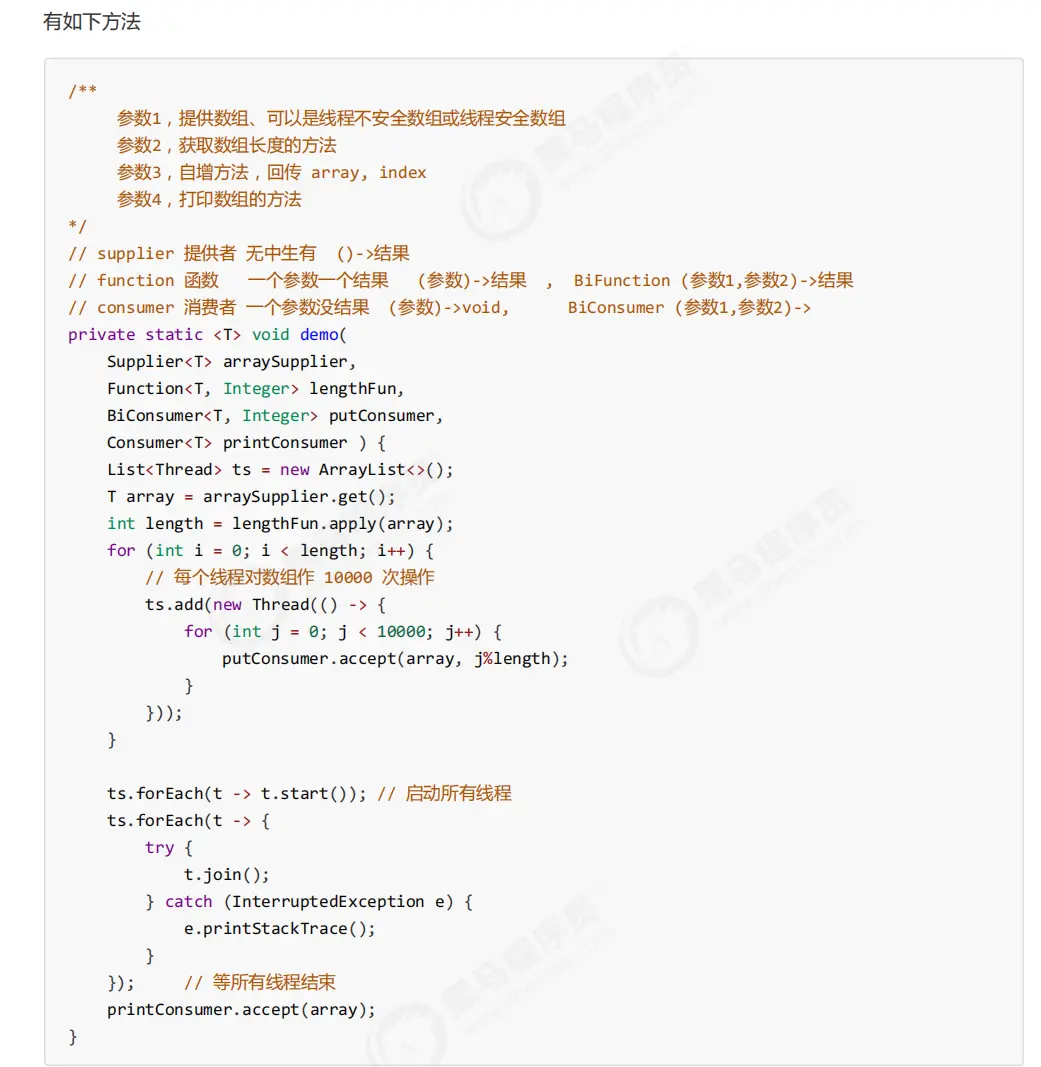 有如下方法
/**
参数1，提供数组、可以是线程不安全数组或线程安全数组
参数2，获取数组长度的方法
参数3，自增方法，回传 array, index
参数4，打印数组的方法
*/
// supplier 提供者 无中生有 ()->结果
// function 函数 一个参数一个结果 (参数)->结果 , BiFunction (参数1,参数2)->结果
// consumer 消费者 一个参数没结果 (参数)->void, BiConsumer (参数1,参数2)->
private static <T> void demo(
Supplier<T> arraySupplier,
Function<T, Integer> lengthFun,
BiConsumer<T, Integer> putConsumer,
Consumer<T> printConsumer ) {
List<Thread> ts = new ArrayList<>();
T array = arraySupplier.get();
int length = lengthFun.apply(array);
for (int i = 0; i < length; i++) {
// 每个线程对数组作 10000 次操作
ts.add(new Thread(() -> {
for (int j = 0; j < 10000; j++) {
putConsumer.accept(array, j%length);
}
}));
}
ts.forEach(t -> t.start()); // 启动所有线程
ts.forEach(t -> {
try {
t.join();
} catch (InterruptedException e) {
e.printStackTrace();
}
}); // 等所有线程结束
printConsumer.accept(array);
}